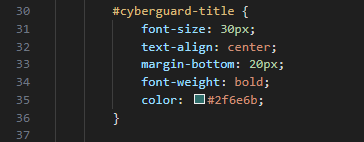 30 #cyberguard-title {
31 font-size: 30px;
32 text-align: center;
33 margin-bottom: 20px;
34 font-weight: bold;
35 color: #2f6e6b;
36 }
37